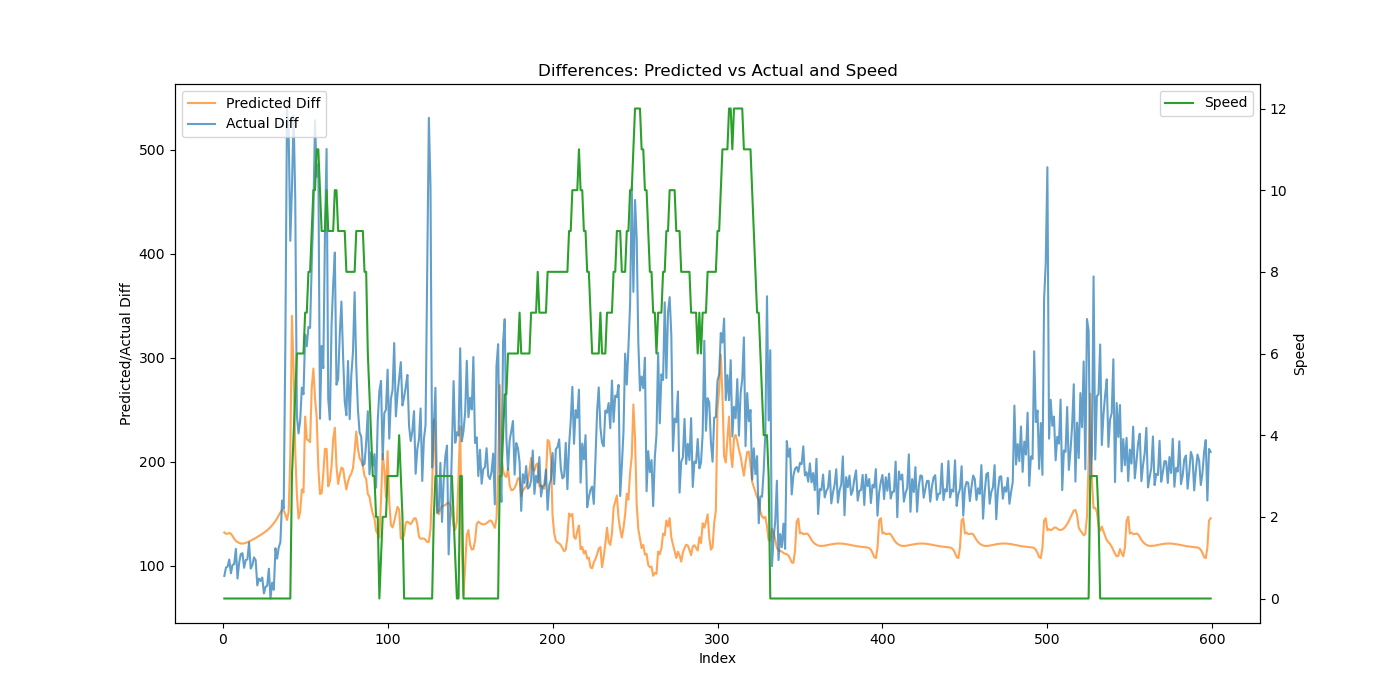 Differences: Predicted vs Actual and Speed
Predicted Diff
Actual Diff
Speed
500
400
300
200
100
Predicted/Actual Diff
12
10
8
6
4
2
0
Speed
0 100 200 300 400 500 600
Index